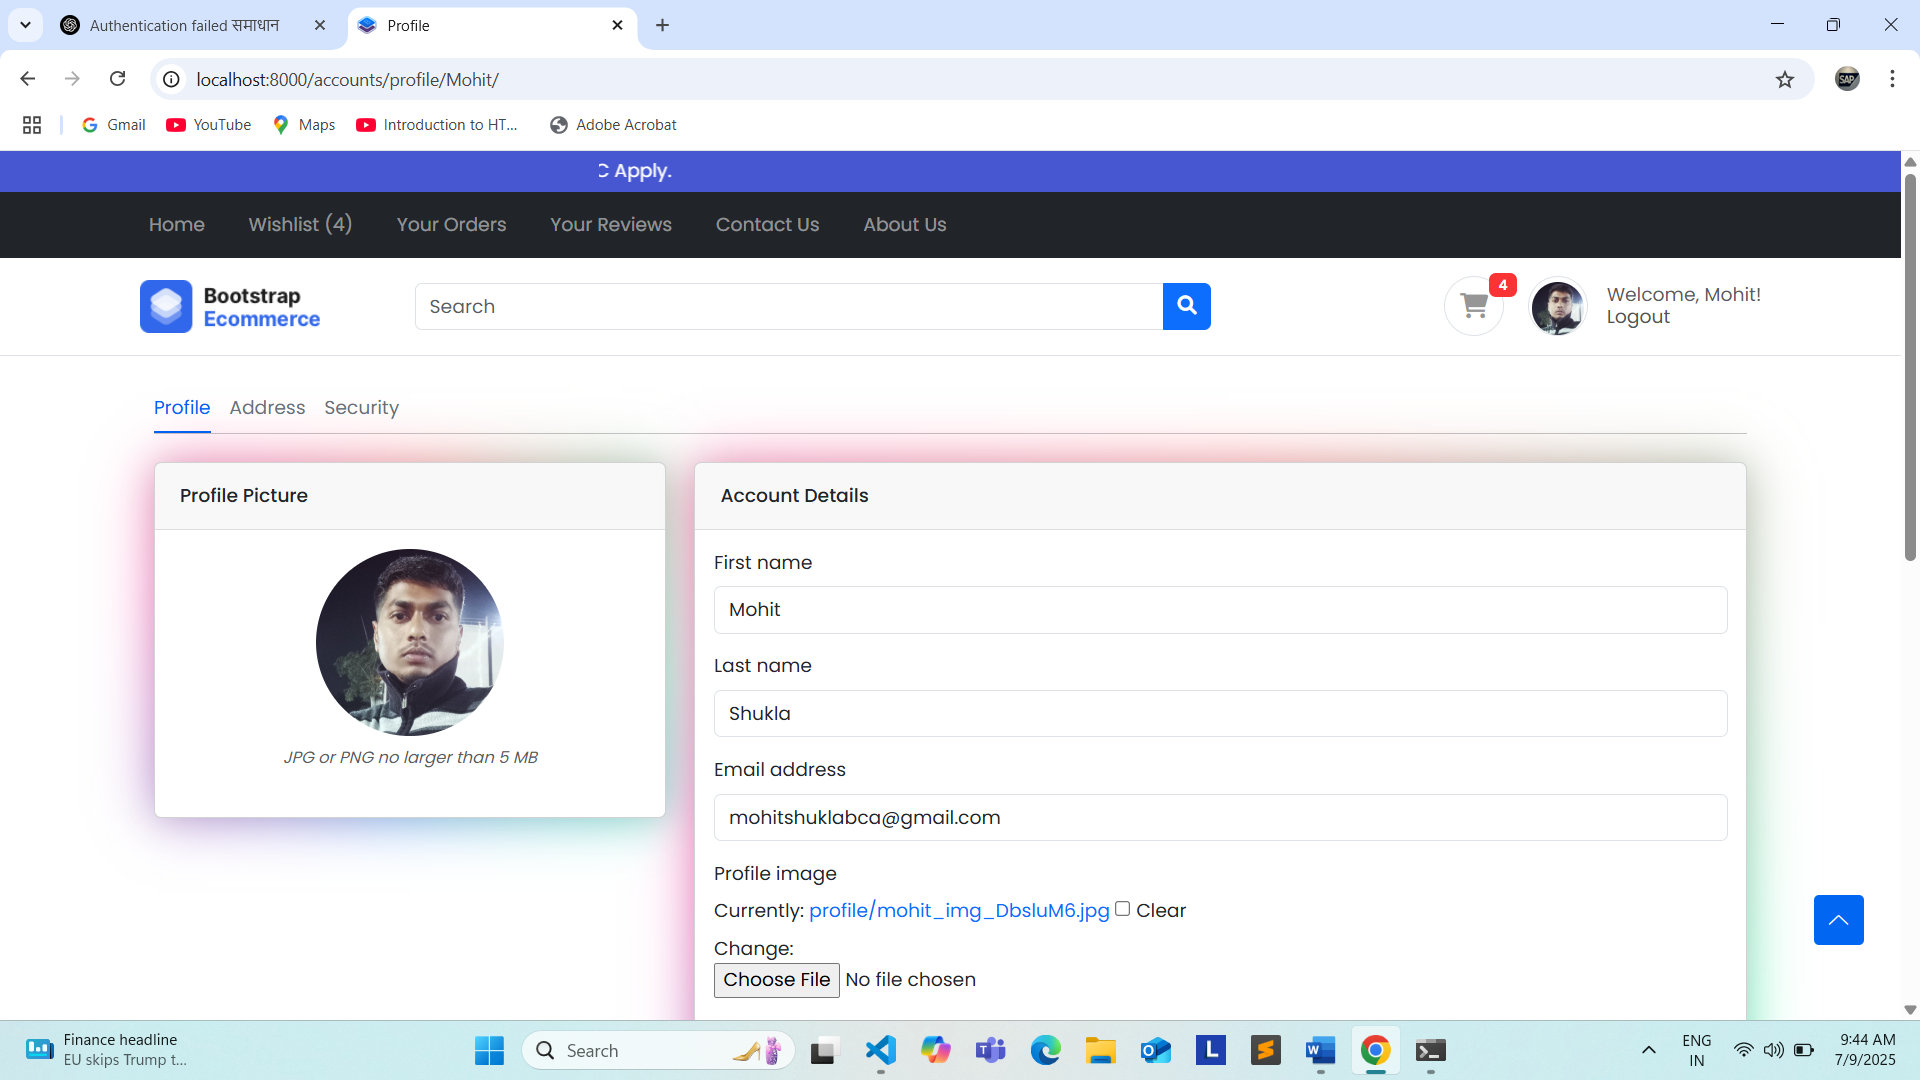 Authentication failed समाधान
Profile
localhost:8000/accounts/profile/Mohit/
SAP
Gmail
YouTube
Maps
Introduction to HT...
Adobe Acrobat
C Apply.
Home
Wishlist (4)
Your Orders
Your Reviews
Contact Us
About Us
Bootstrap
Ecommerce
Search
4
Welcome, Mohit!
Logout
Profile
Address
Security
Profile Picture
JPG or PNG no larger than 5 MB
Account Details
First name
Mohit
Last name
Shukla
Email address
mohitshuklabca@gmail.com
Profile image
Currently: profile/mohit_img_DbsluM6.jpg Clear
Change:
Choose File No file chosen
Finance headline
EU skips Trump t...
Search
L
ENG
IN
9:44 AM
7/9/2025